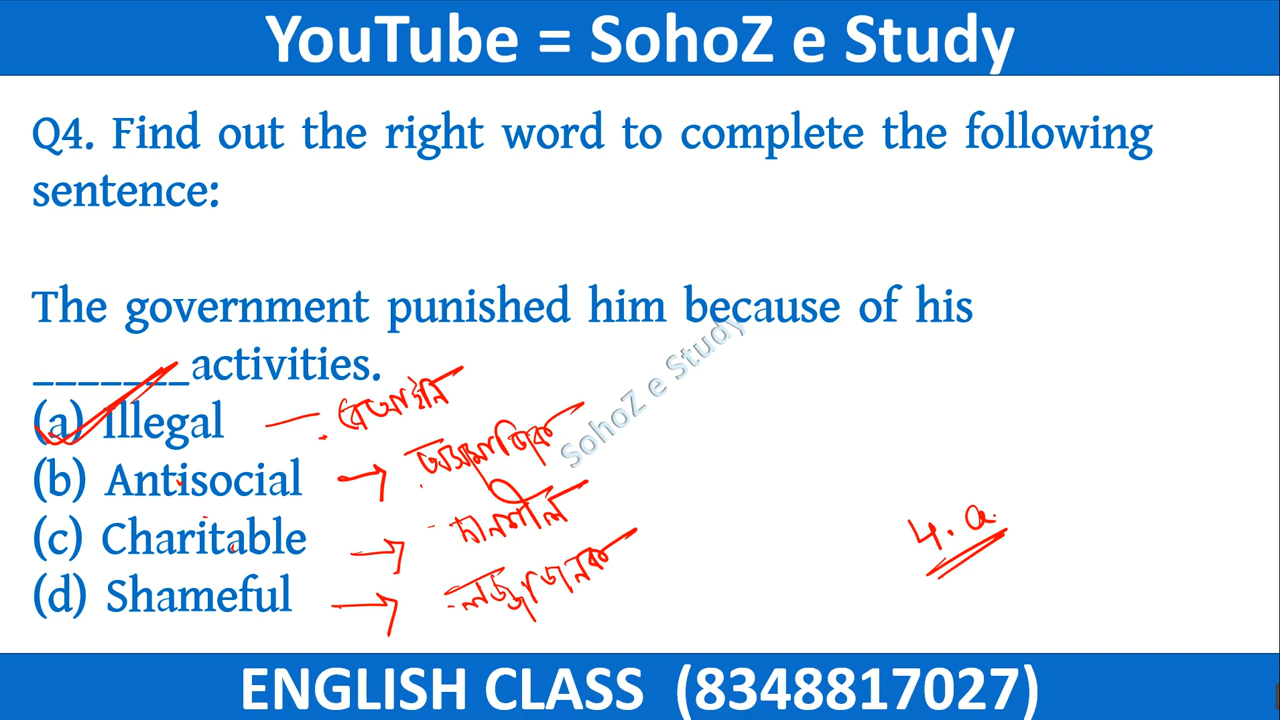 YouTube = SohoZ e Study
Q4. Find out the right word to complete the following
sentence:
The government punished him because of his
_______activities.
(a) Illegal — বেআইনি
(b) Antisocial → অসামাজিক
(c) Charitable → দানশীল
(d) Shameful → লজ্জাজনক
SohoZ e Study
4. a.
ENGLISH CLASS (8348817027)